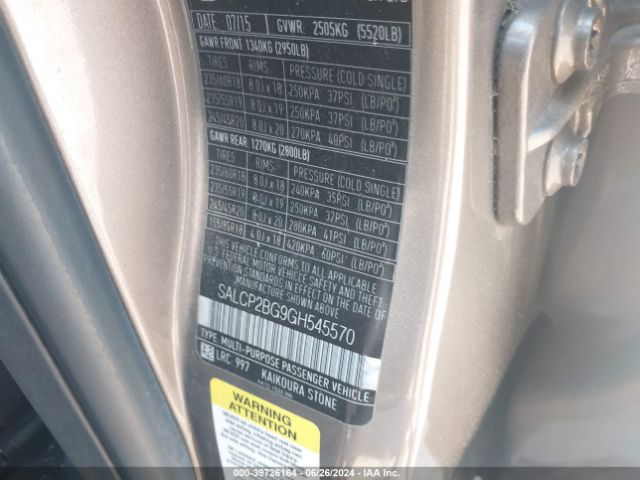 DATE: 07/15 GVWR: 2505KG (5520LB)
GAWR FRONT 1340KG (2950LB)
TIRES RIMS PRESSURE (COLD SINGLE)
235/60R18 8.0J x 18 250KPA 37PSI (LB/PO²)
235/55R19 8.0J x 19 250KPA 37PSI (LB/PO²)
245/45R20 8.0J x 20 270KPA 40PSI (LB/PO²)
GAWR REAR: 1270KG (2800LB)
TIRES RIMS PRESSURE (COLD SINGLE)
235/60R18 8.0J x 18 240KPA 35PSI (LB/PO²)
235/55R19 8.0J x 19 250KPA 37PSI (LB/PO²)
245/45R20 8.0J x 20 280KPA 41PSI (LB/PO²)
155/85R18 4.0J x 18 420KPA 60PSI (LB/PO²)
THIS VEHICLE CONFORMS TO ALL APPLICABLE
FEDERAL MOTOR VEHICLE SAFETY AND THEFT
PREVENTION STANDARDS IN EFFECT ON THE
DATE OF MANUFACTURE SHOWN ABOVE
SALCP2BG9GH545570
TYPE: MULTI-PURPOSE PASSENGER VEHICLE
LRC 997 KAIKOURA STONE
WARNING
ATTENTION
000-39726164 - 06/26/2024 - IAA Inc.